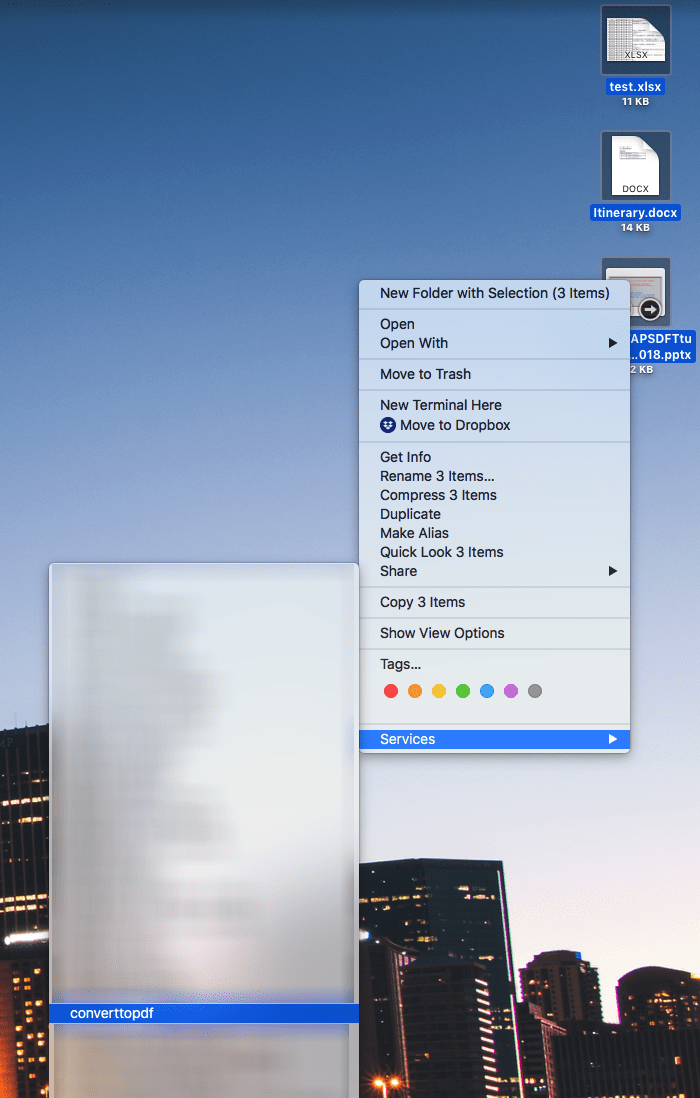 XLSX
test.xlsx
11 KB
DOCX
Itinerary.docx
14 KB
APSDFTtu
...018.pptx
2 KB
New Folder with Selection (3 Items)
Open
Open With
Move to Trash
New Terminal Here
Move to Dropbox
Get Info
Rename 3 Items...
Compress 3 Items
Duplicate
Make Alias
Quick Look 3 Items
Share
Copy 3 Items
Show View Options
Tags...
Services
converttopdf